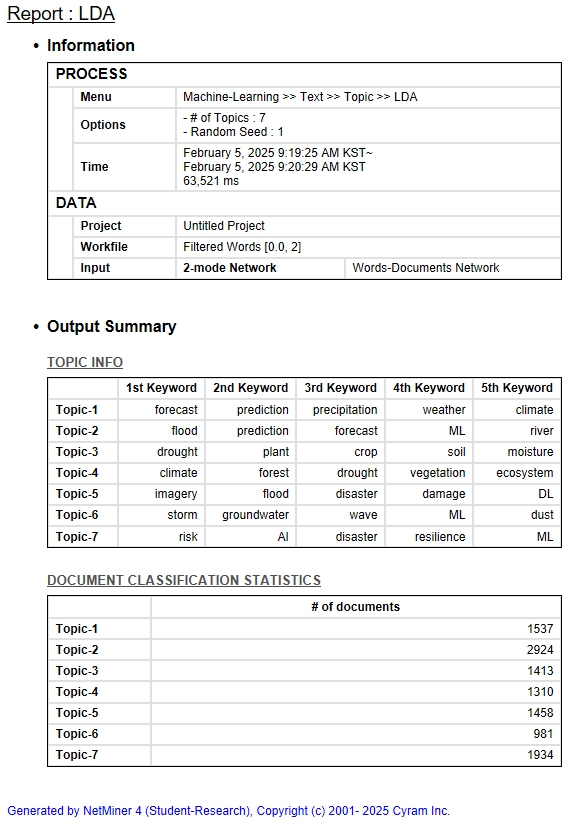 Report : LDA
• Information
PROCESS
Menu Machine-Learning >> Text >> Topic >> LDA
Options - # of Topics : 7
- Random Seed : 1
Time February 5, 2025 9:19:25 AM KST~
February 5, 2025 9:20:29 AM KST
63,521 ms
DATA
Project Untitled Project
Workfile Filtered Words [0.0, 2]
Input 2-mode Network Words-Documents Network
• Output Summary
TOPIC INFO
1st Keyword 2nd Keyword 3rd Keyword 4th Keyword 5th Keyword
Topic-1 forecast prediction precipitation weather climate
Topic-2 flood prediction forecast ML river
Topic-3 drought plant crop soil moisture
Topic-4 climate forest drought vegetation ecosystem
Topic-5 imagery flood disaster damage DL
Topic-6 storm groundwater wave ML dust
Topic-7 risk AI disaster resilience ML
DOCUMENT CLASSIFICATION STATISTICS
# of documents
Topic-1 1537
Topic-2 2924
Topic-3 1413
Topic-4 1310
Topic-5 1458
Topic-6 981
Topic-7 1934
Generated by NetMiner 4 (Student-Research), Copyright (c) 2001- 2025 Cyram Inc.